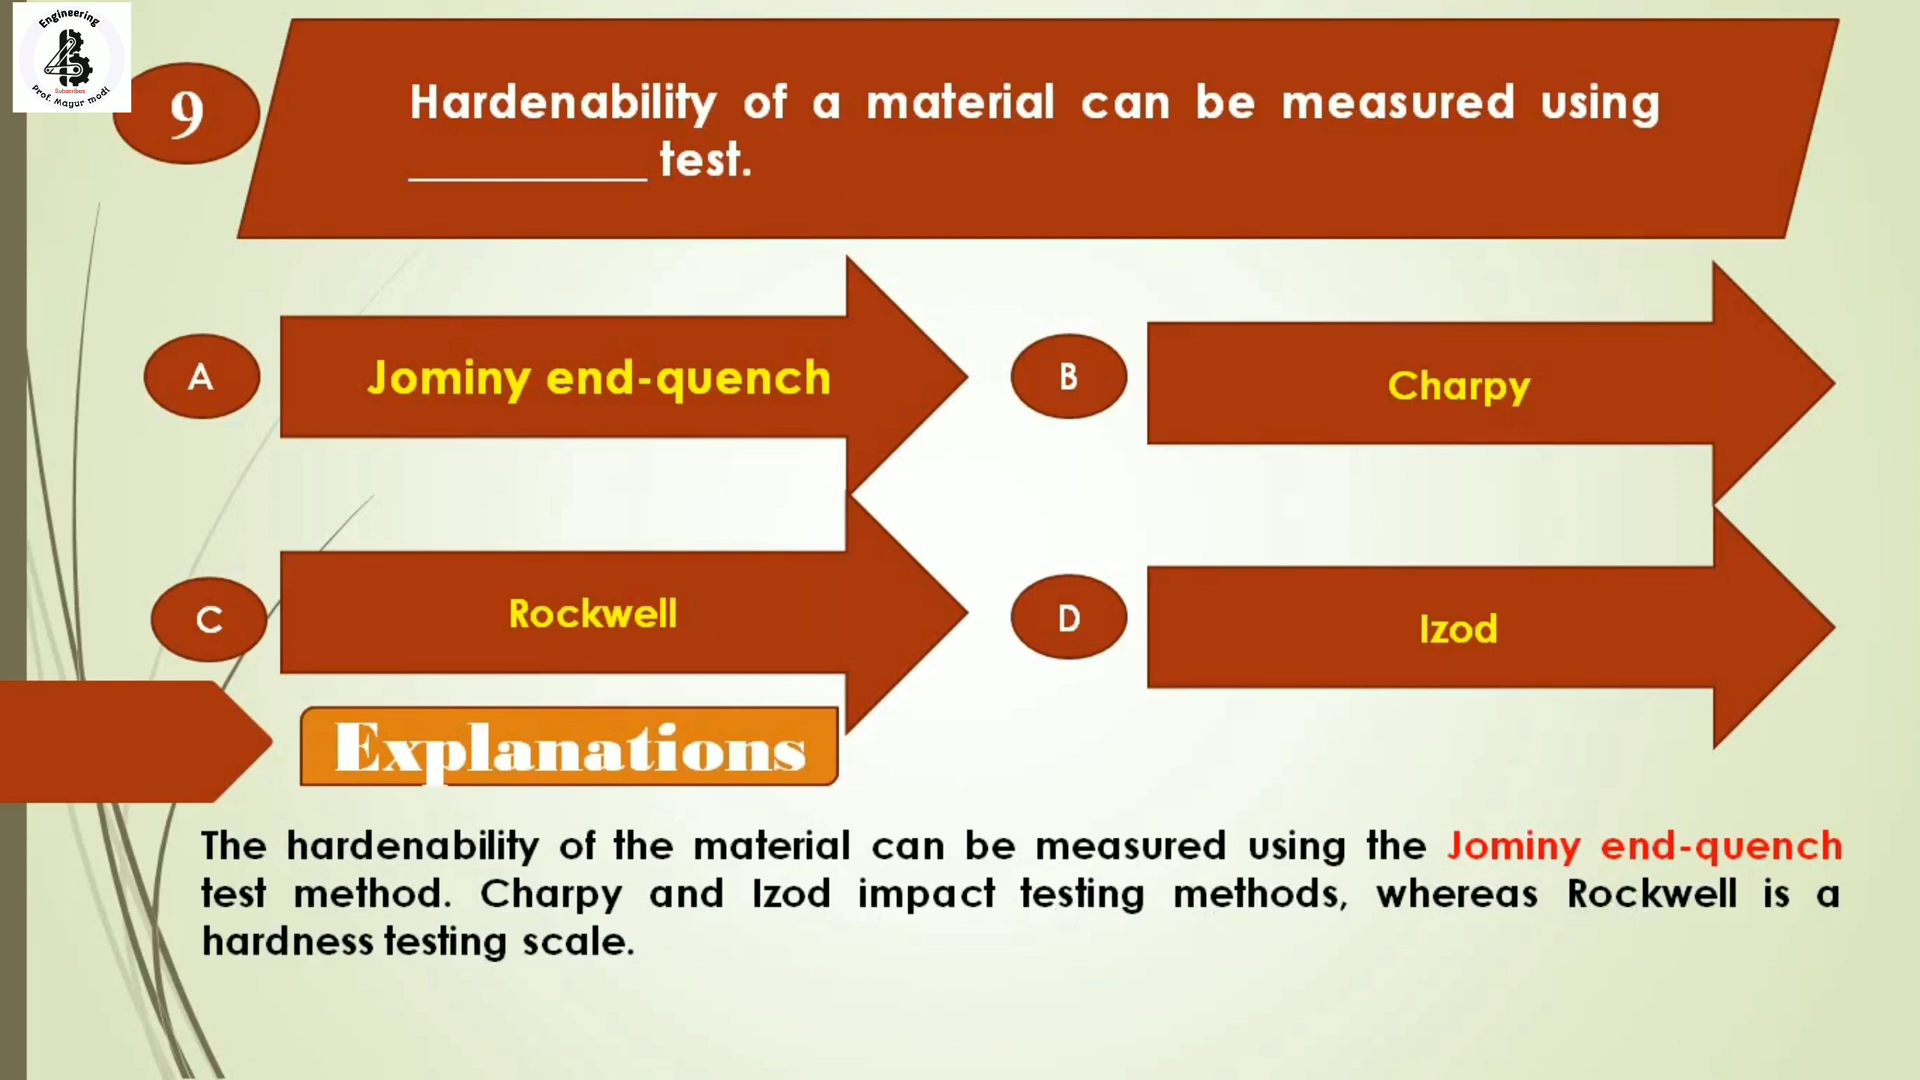 Engineering
Subscribes
Prof. Mayur modi
9
Hardenability of a material can be measured using
__________ test.
A
Jominy end-quench
B
Charpy
C
Rockwell
D
Izod
Explanations
The hardenability of the material can be measured using the Jominy end-quench
test method. Charpy and Izod impact testing methods, whereas Rockwell is a
hardness testing scale.